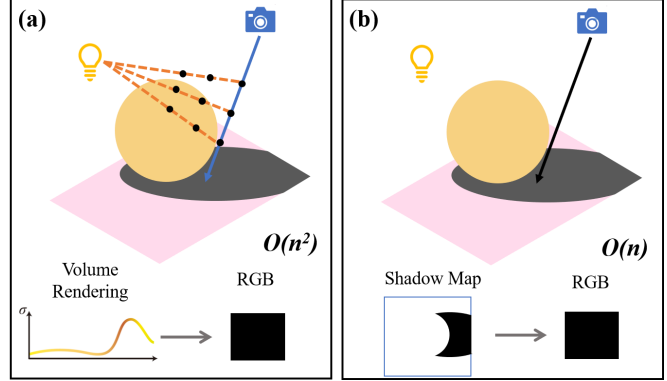 (a)
O(n²)
Volume
Rendering
RGB
σ
(b)
O(n)
Shadow Map
RGB